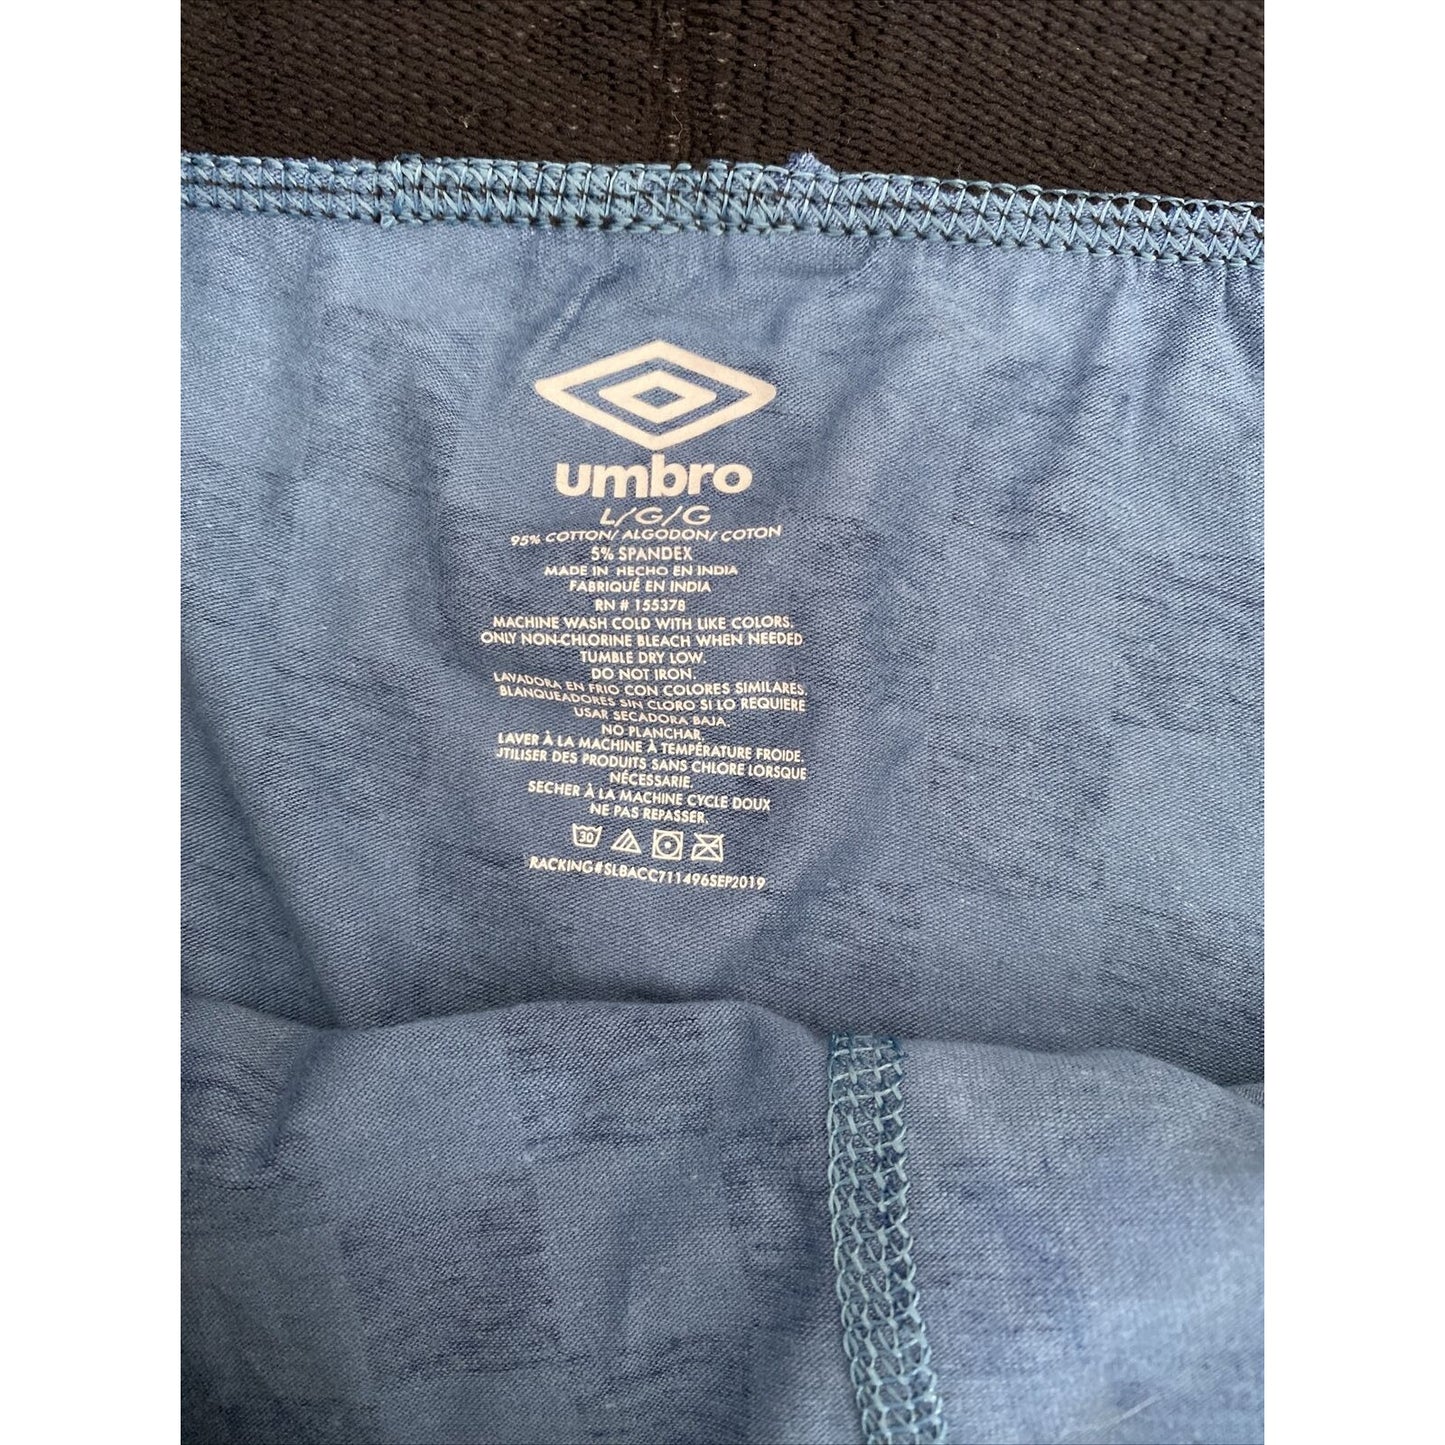 umbro
L/G/G
95% COTTON/ ALGODON/ COTON
5% SPANDEX
MADE IN HECHO EN INDIA
FABRIQUÉ EN INDIA
RN # 155378
MACHINE WASH COLD WITH LIKE COLORS.
ONLY NON-CHLORINE BLEACH WHEN NEEDED
TUMBLE DRY LOW.
DO NOT IRON.
LAVADORA EN FRIO CON COLORES SIMILARES.
BLANQUEADORES SIN CLORO SI LO REQUIERE
USAR SECADORA BAJA.
NO PLANCHAR.
LAVER À LA MACHINE À TEMPÉRATURE FROIDE.
JTILISER DES PRODUITS SANS CHLORE LORSQUE
NÉCESSARIE.
SECHER À LA MACHINE CYCLE DOUX
NE PAS REPASSER.
30
RACKING#SLBACC711496SEP2019